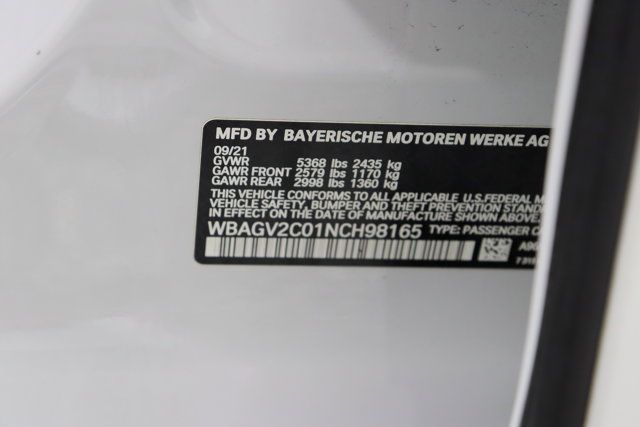 MFD BY BAYERISCHE MOTOREN WERKE AG
09/21
GVWR 5368 lbs 2435 kg
GAWR FRONT 2579 lbs 1170 kg
GAWR REAR 2998 lbs 1360 kg
THIS VEHICLE CONFORMS TO ALL APPLICABLE U.S.FEDERAL M
VEHICLE SAFETY, BUMPER AND THEFT PREVENTION STANDA
EFFECT ON THE DATE OF MANUFACTURE SHOWN ABOVE.
WBAGV2C01NCH98165 TYPE: PASSENGER C